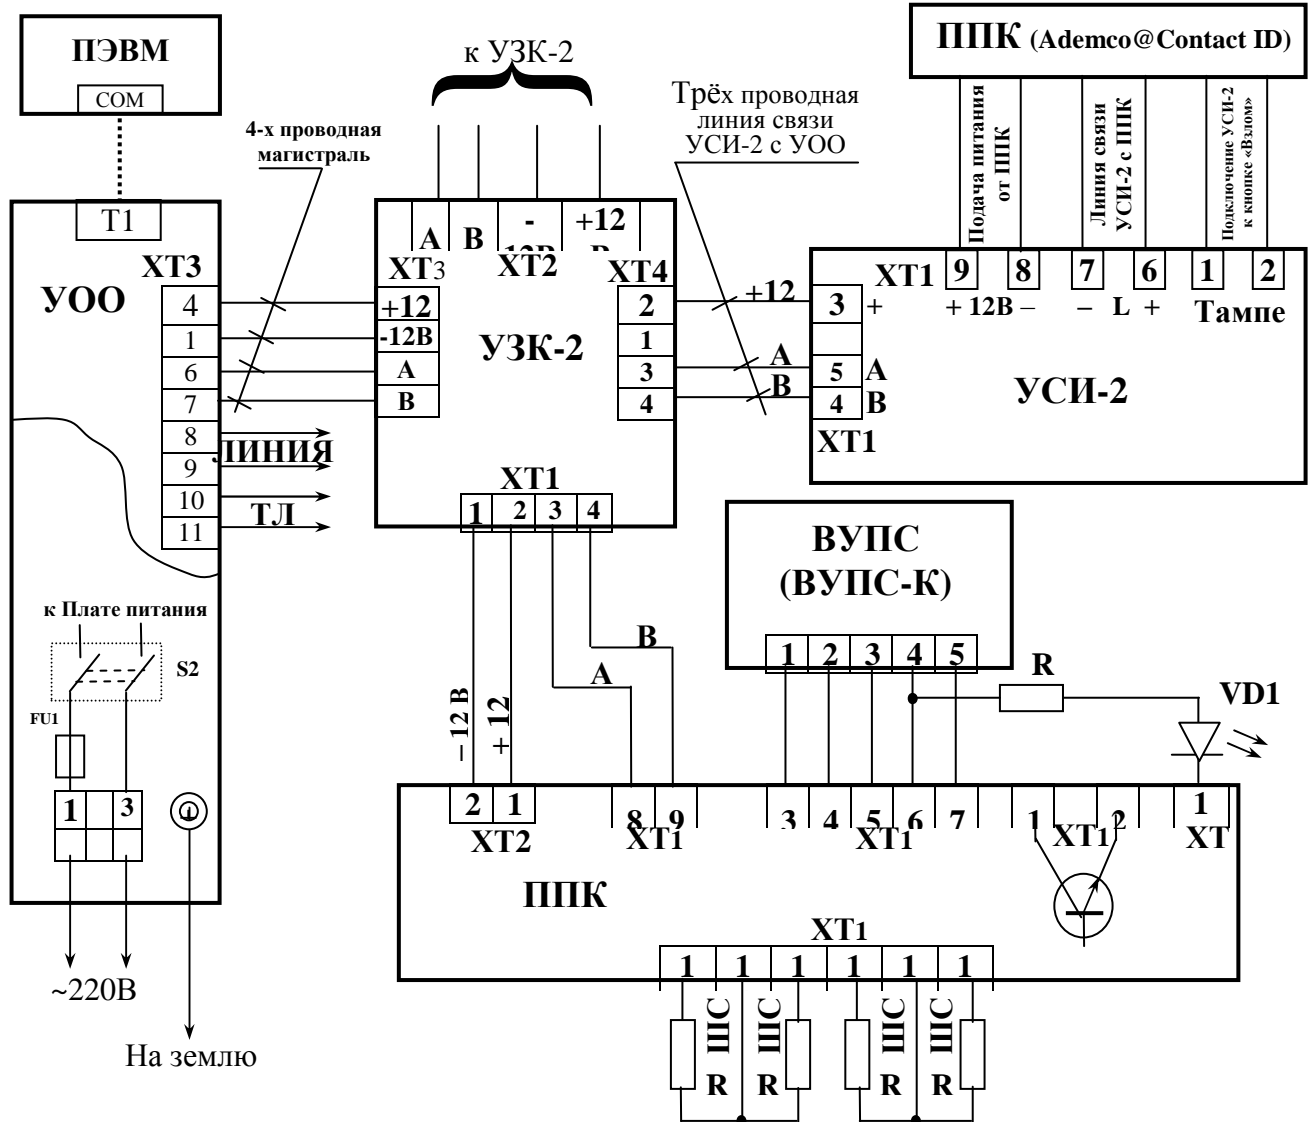 ПЭВМ
COM
к УЗК-2
ППК (Ademco@Contact ID)
4-х проводная
магистраль
Трёх проводная
линия связи
УСИ-2 с УОО
Подача питания
от ППК
Линия связи
УСИ-2 с ППК
Подключение УСИ-2
к кнопке «Взлом»
T1
УОО
XT3
4
1
6
7
8
9
10
11
ЛИНИЯ
ТЛ
A
B
-
12В
+12
XT3
XT2
XT4
+12
-12В
A
B
УЗК-2
2
1
3
4
+12
A
B
XT1
9
8
7
6
1
2
+ 12В –
– L +
Тампе
3
+
5
A
4
B
XT1
УСИ-2
XT1
1
2
3
4
ВУПС
(ВУПС-К)
1
2
3
4
5
R
VD1
B
A
– 12 В
+ 12
к Плате питания
S2
FU1
1
3
~220В
На землю
2
1
XT2
8
9
XT1
3
4
5
6
7
XT1
1
2
XT1
1
XT
ППК
XT1
1
1
1
1
1
1
ШС
ШС
ШС
ШС
R
R
R
R